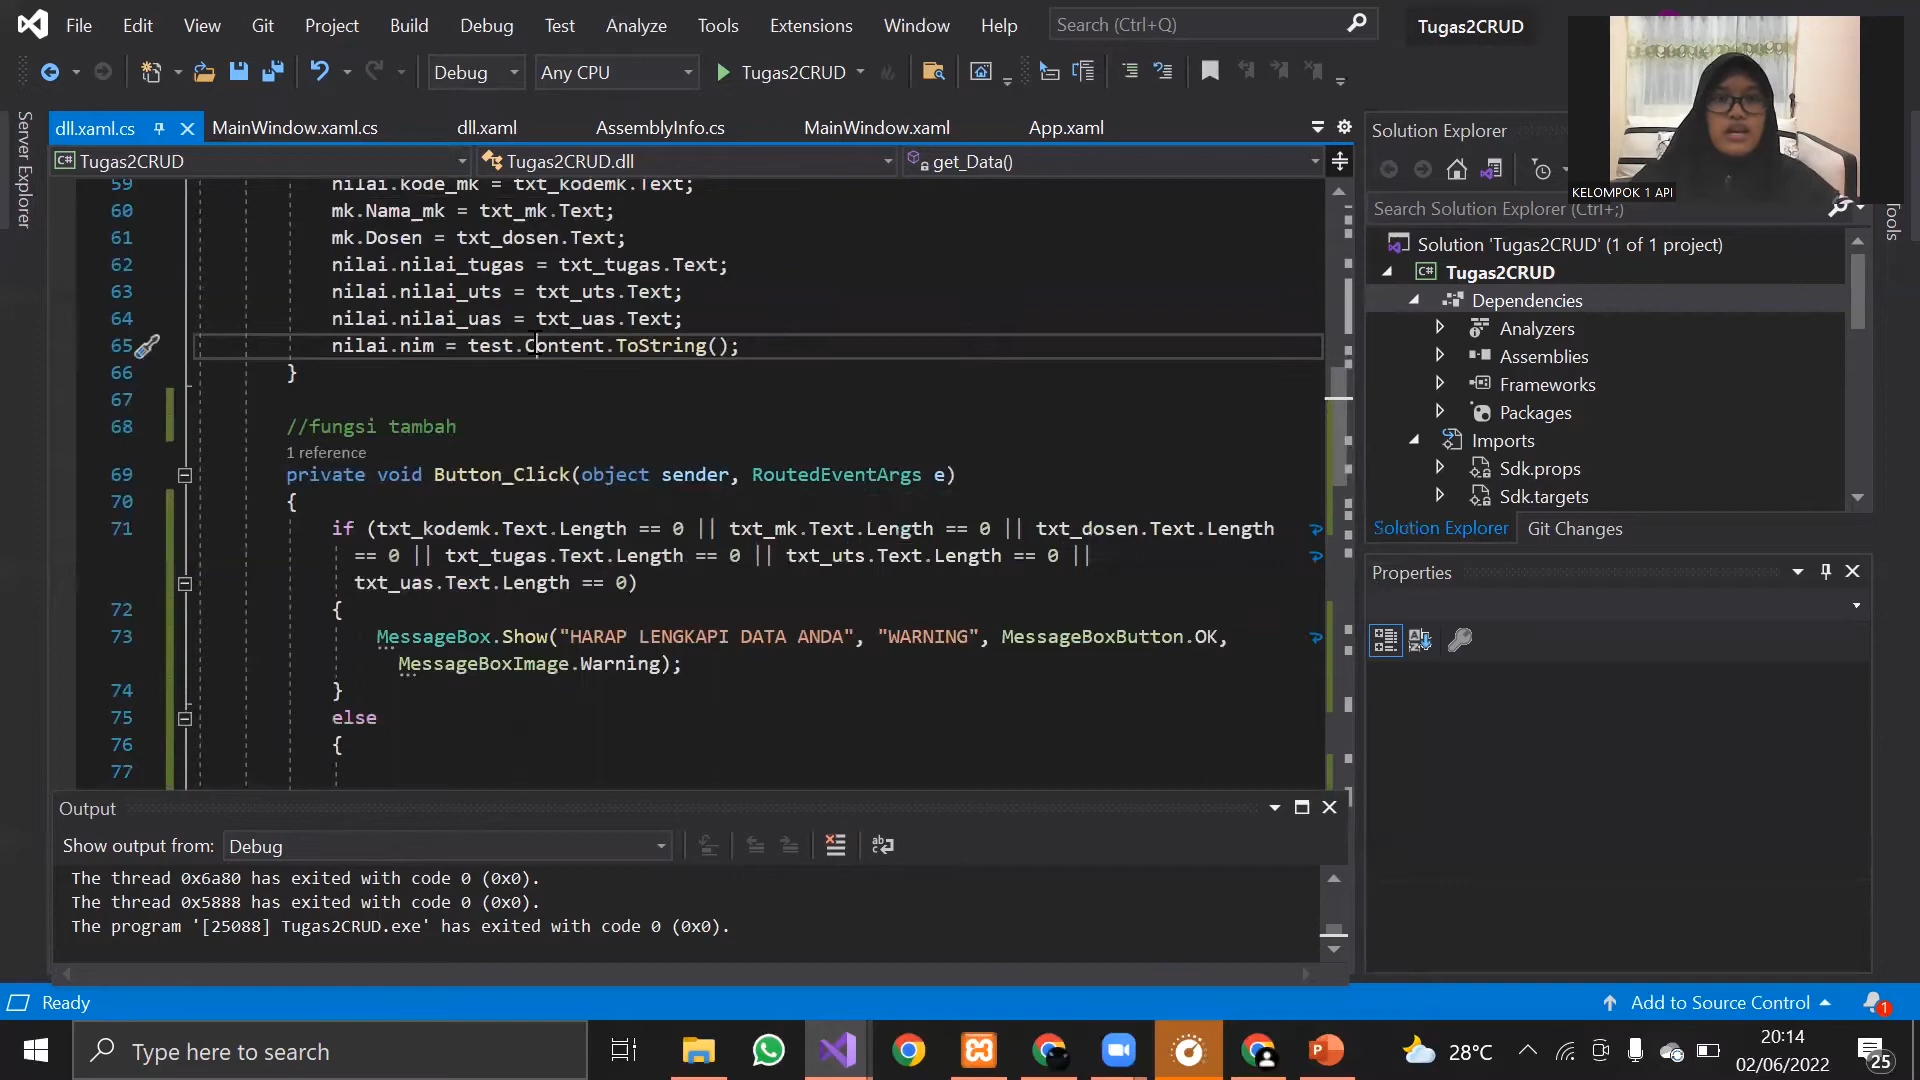 File Edit View Git Project Build Debug Test Analyze Tools Extensions Window Help Search (Ctrl+Q) Tugas2CRUD
Debug Any CPU Tugas2CRUD
Server Explorer
dll.xaml.cs MainWindow.xaml.cs dll.xaml AssemblyInfo.cs MainWindow.xaml App.xaml
C# Tugas2CRUD Tugas2CRUD.dll get_Data()
59 nilai.kode_mk = txt_kodemk.Text;
60 mk.Nama_mk = txt_mk.Text;
61 mk.Dosen = txt_dosen.Text;
62 nilai.nilai_tugas = txt_tugas.Text;
63 nilai.nilai_uts = txt_uts.Text;
64 nilai.nilai_uas = txt_uas.Text;
65 nilai.nim = test.Content.ToString();
66 }
67
68 //fungsi tambah
1 reference
69 private void Button_Click(object sender, RoutedEventArgs e)
70 {
71 if (txt_kodemk.Text.Length == 0 || txt_mk.Text.Length == 0 || txt_dosen.Text.Length
== 0 || txt_tugas.Text.Length == 0 || txt_uts.Text.Length == 0 ||
txt_uas.Text.Length == 0)
72 {
73 MessageBox.Show("HARAP LENGKAPI DATA ANDA", "WARNING", MessageBoxButton.OK,
MessageBoxImage.Warning);
74 }
75 else
76 {
77
Output
Show output from: Debug
The thread 0x6a80 has exited with code 0 (0x0).
The thread 0x5888 has exited with code 0 (0x0).
The program '[25088] Tugas2CRUD.exe' has exited with code 0 (0x0).
Solution Explorer
KELOMPOK 1 API
Search Solution Explorer (Ctrl+;)
Tools
Solution 'Tugas2CRUD' (1 of 1 project)
C# Tugas2CRUD
Dependencies
Analyzers
Assemblies
Frameworks
Packages
Imports
Sdk.props
Sdk.targets
Solution Explorer Git Changes
Properties
Ready Add to Source Control 1
Type here to search 28°C 20:14
02/06/2022
25